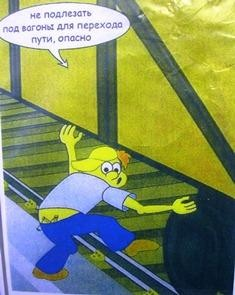 не подлезать
под вагоны для перехода
пути, опасно